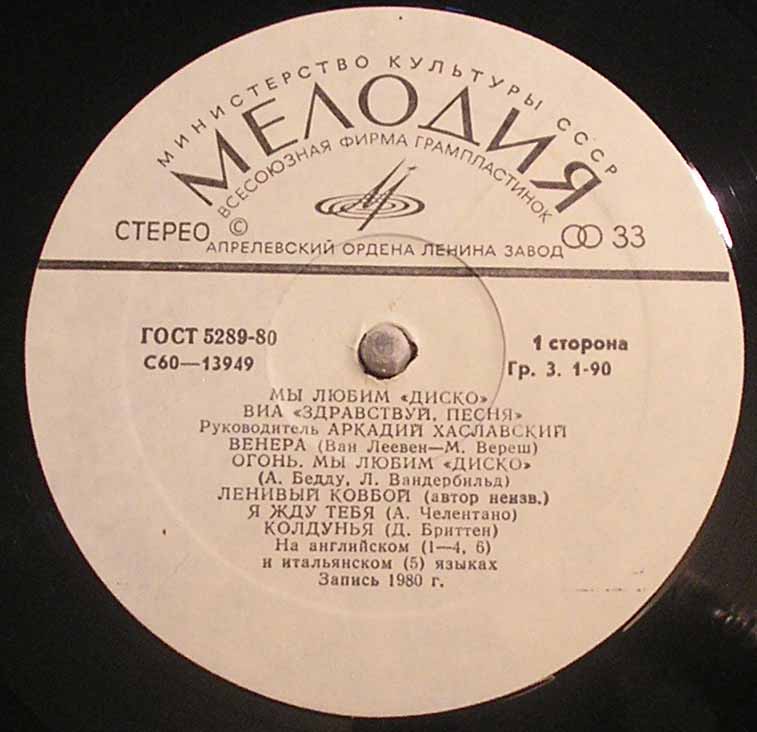 МИНИСТЕРСТВО КУЛЬТУРЫ СССР
МЕЛОДИЯ
ВСЕСОЮЗНАЯ ФИРМА ГРАМПЛАСТИНОК
СТЕРЕО © 33
АПРЕЛЕВСКИЙ ОРДЕНА ЛЕНИНА ЗАВОД
ГОСТ 5289-80
1 сторона
С60—13949
Гр. 3. 1-90
МЫ ЛЮБИМ «ДИСКО»
ВИА «ЗДРАВСТВУЙ, ПЕСНЯ»
Руководитель АРКАДИЙ ХАСЛАВСКИЙ
ВЕНЕРА (Ван Леевен—М. Вереш)
ОГОНЬ. МЫ ЛЮБИМ «ДИСКО»
(А. Бедду, Л. Вандербильд)
ЛЕНИВЫЙ КОВБОЙ (автор неизв.)
Я ЖДУ ТЕБЯ (А. Челентано)
КОЛДУНЬЯ (Д. Бриттен)
На английском (1—4, 6)
и итальянском (5) языках
Запись 1980 г.